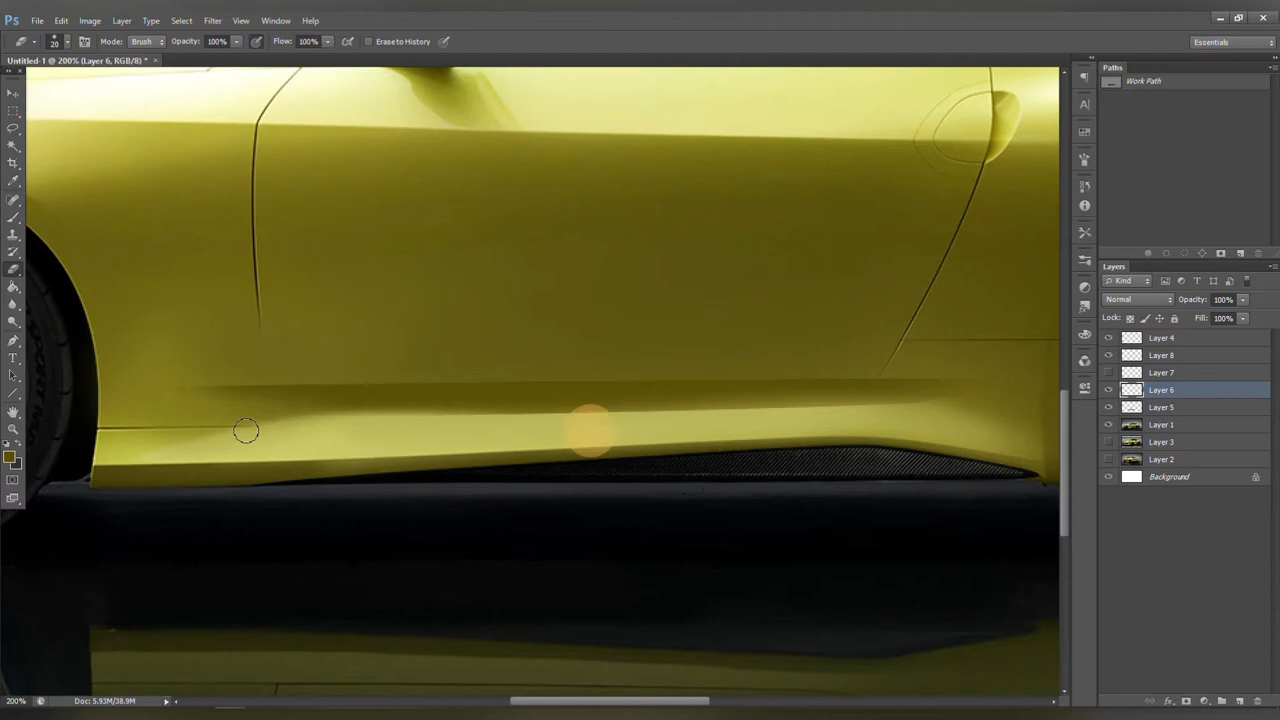 Ps File Edit Image Layer Type Select Filter View Window Help
20 Mode: Brush Opacity: 100% Flow: 100% Erase to History Essentials
Untitled-1 @ 200% (Layer 6, RGB/8) * ×
Paths
Work Path
Layers
Kind
Normal Opacity: 100%
Lock: Fill: 100%
Layer 4
Layer 8
Layer 7
Layer 6
Layer 5
Layer 1
Layer 3
Layer 2
Background
200% Doc: 5.93M/38.9M